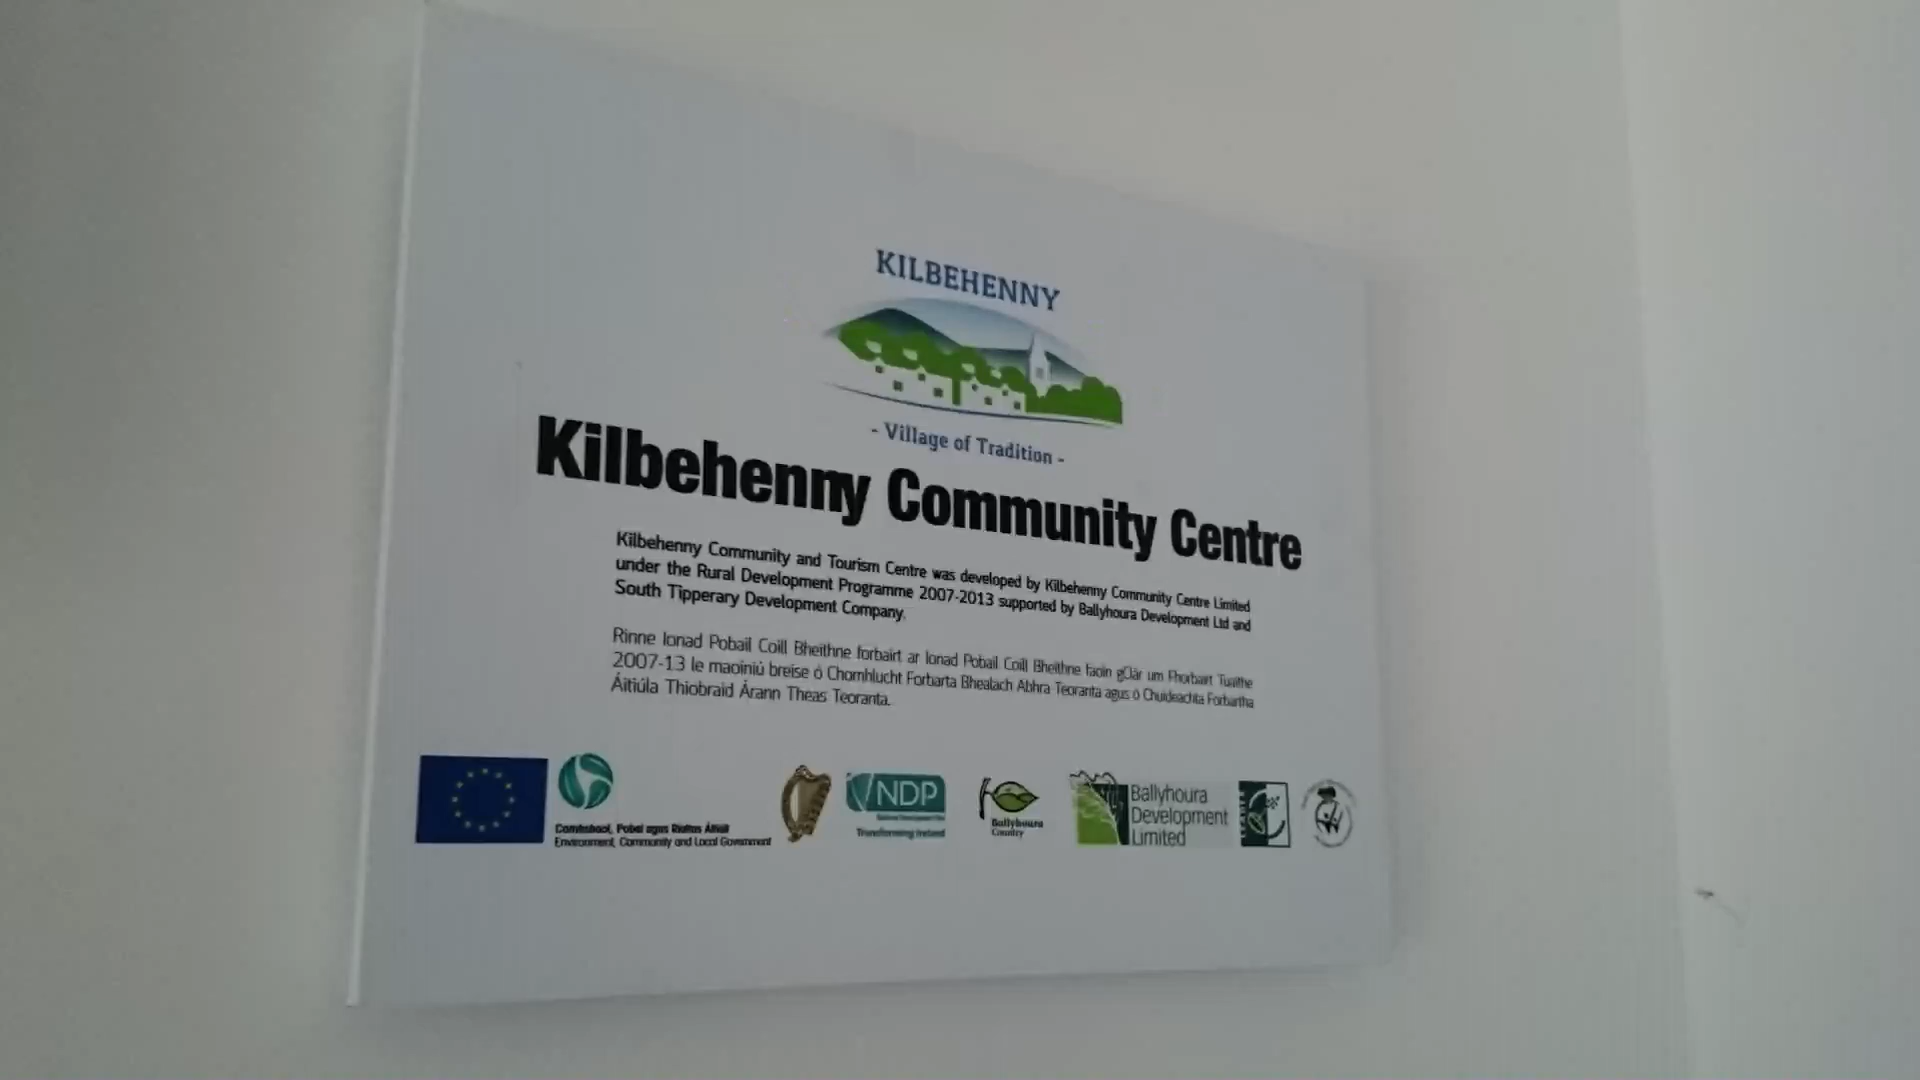 KILBEHENNY
- Village of Tradition -
Kilbehenny Community Centre
Kilbehenny Community and Tourism Centre was developed by Kilbehenny Community Centre Limited
under the Rural Development Programme 2007-2013 supported by Ballyhoura Development Ltd and
South Tipperary Development Company.
Rinne Ionad Pobail Coill Bheithne forbairt ar Ionad Pobail Coill Bheithne faoin gClár um Fhorbairt Tuaithe
2007-13 le maoiniú breise ó Chomhlucht Forbartha Bhealach Abhra Teoranta agus ó Chuideachta Forbartha
Áitiúla Thiobraid Árann Theas Teoranta.
Comhshaol, Pobal agus Rialtas Áitiúil
Environment, Community and Local Government
NDP
National Development Plan
Transforming Ireland
Ballyhoura
Country
Ballyhoura
Development
Limited
LEADER